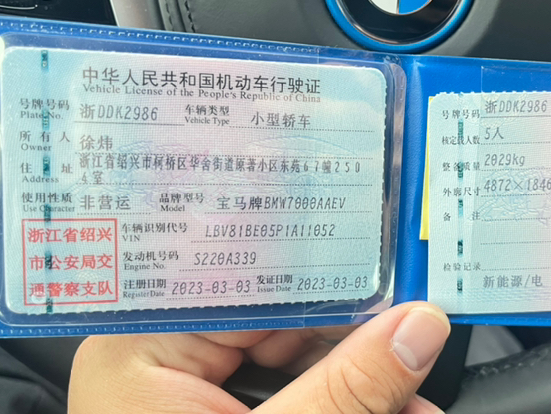 中华人民共和国机动车行驶证
Vehicle License of the People's Republic of China
号牌号码 浙DDK2986 车辆类型 小型轿车
Plate No. Vehicle Type
所有人 徐炜
Owner
住址 浙江省绍兴市柯桥区华舍街道原著小区东苑67幢250
Address 4室
使用性质 非营运 品牌型号 宝马牌BMW7000AAEV
Use Character Model
浙江省绍兴
市公安局交
通警察支队
车辆识别代号 LBV81BE05P1A11052
VIN
发动机号码 S220A339
Engine No.
注册日期 2023-03-03 发证日期 2023-03-03
Register Date Issue Date
号牌号码 浙DDK2986
核定载人数 5人
整备质量 2029kg
外廓尺寸 4872×1846
备注
检验记录
新能源/电